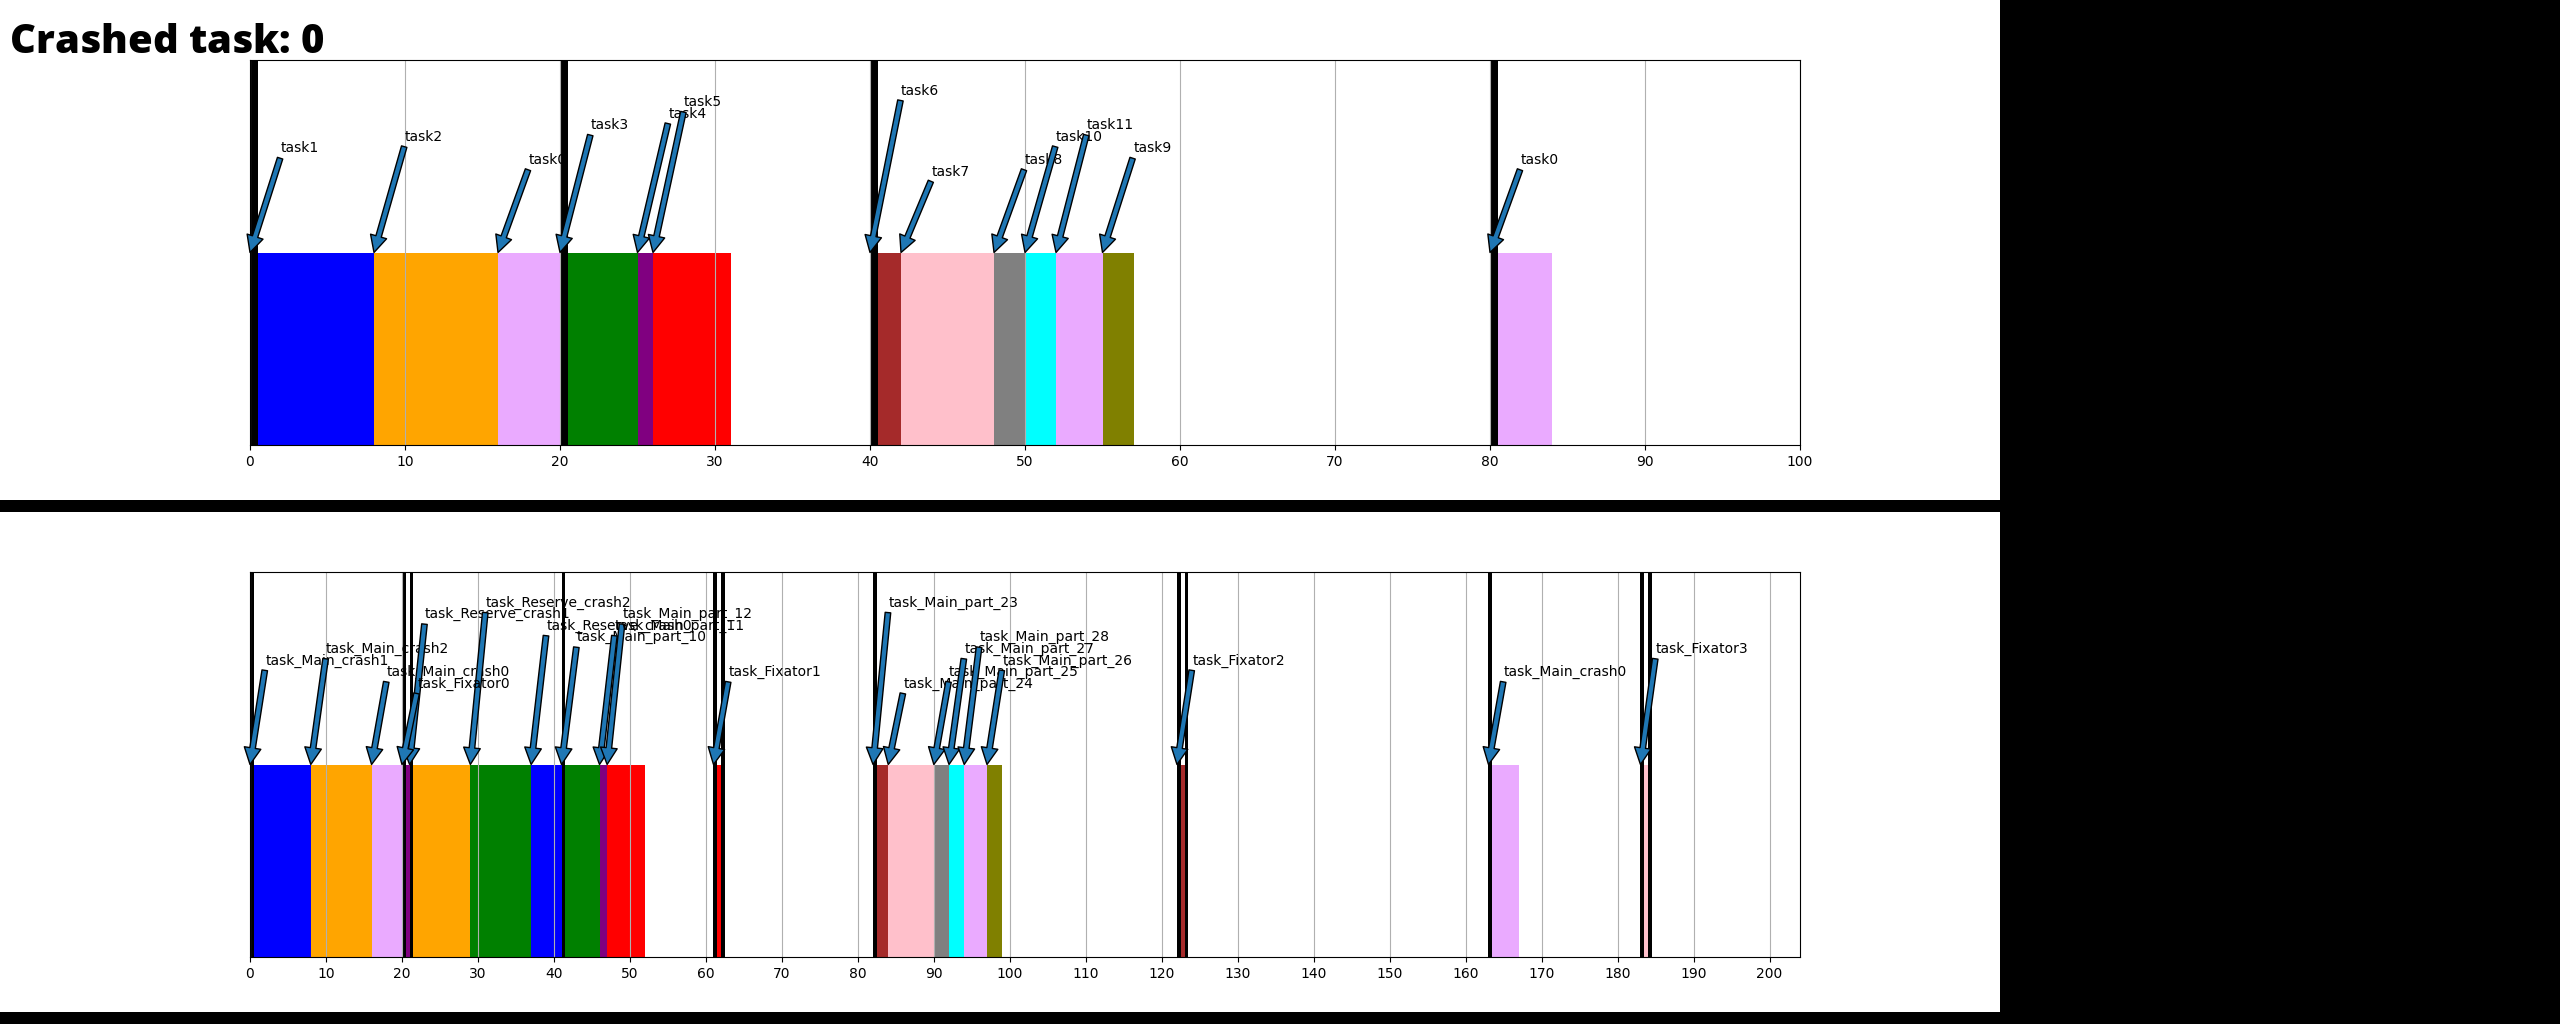 Crashed task: 0
task6
task5
task4
task3
task11
task2
task10
task1
task9
task0
task8
task0
task7
0 10 20 30 40 50 60 70 80 90 100
task_Reserve_crash2
task_Main_part_23
task_Reserve_crash1
task_Main_part_12
task_Reserve_crash0
task_Main_part_11
task_Main_part_10
task_Main_part_28
task_Main_crash2
task_Main_part_27
task_Fixator3
task_Main_crash1
task_Main_part_26
task_Fixator2
task_Main_crash0
task_Fixator1
task_Main_part_25
task_Main_crash0
task_Fixator0
task_Main_part_24
0 10 20 30 40 50 60 70 80 90 100 110 120 130 140 150 160 170 180 190 200